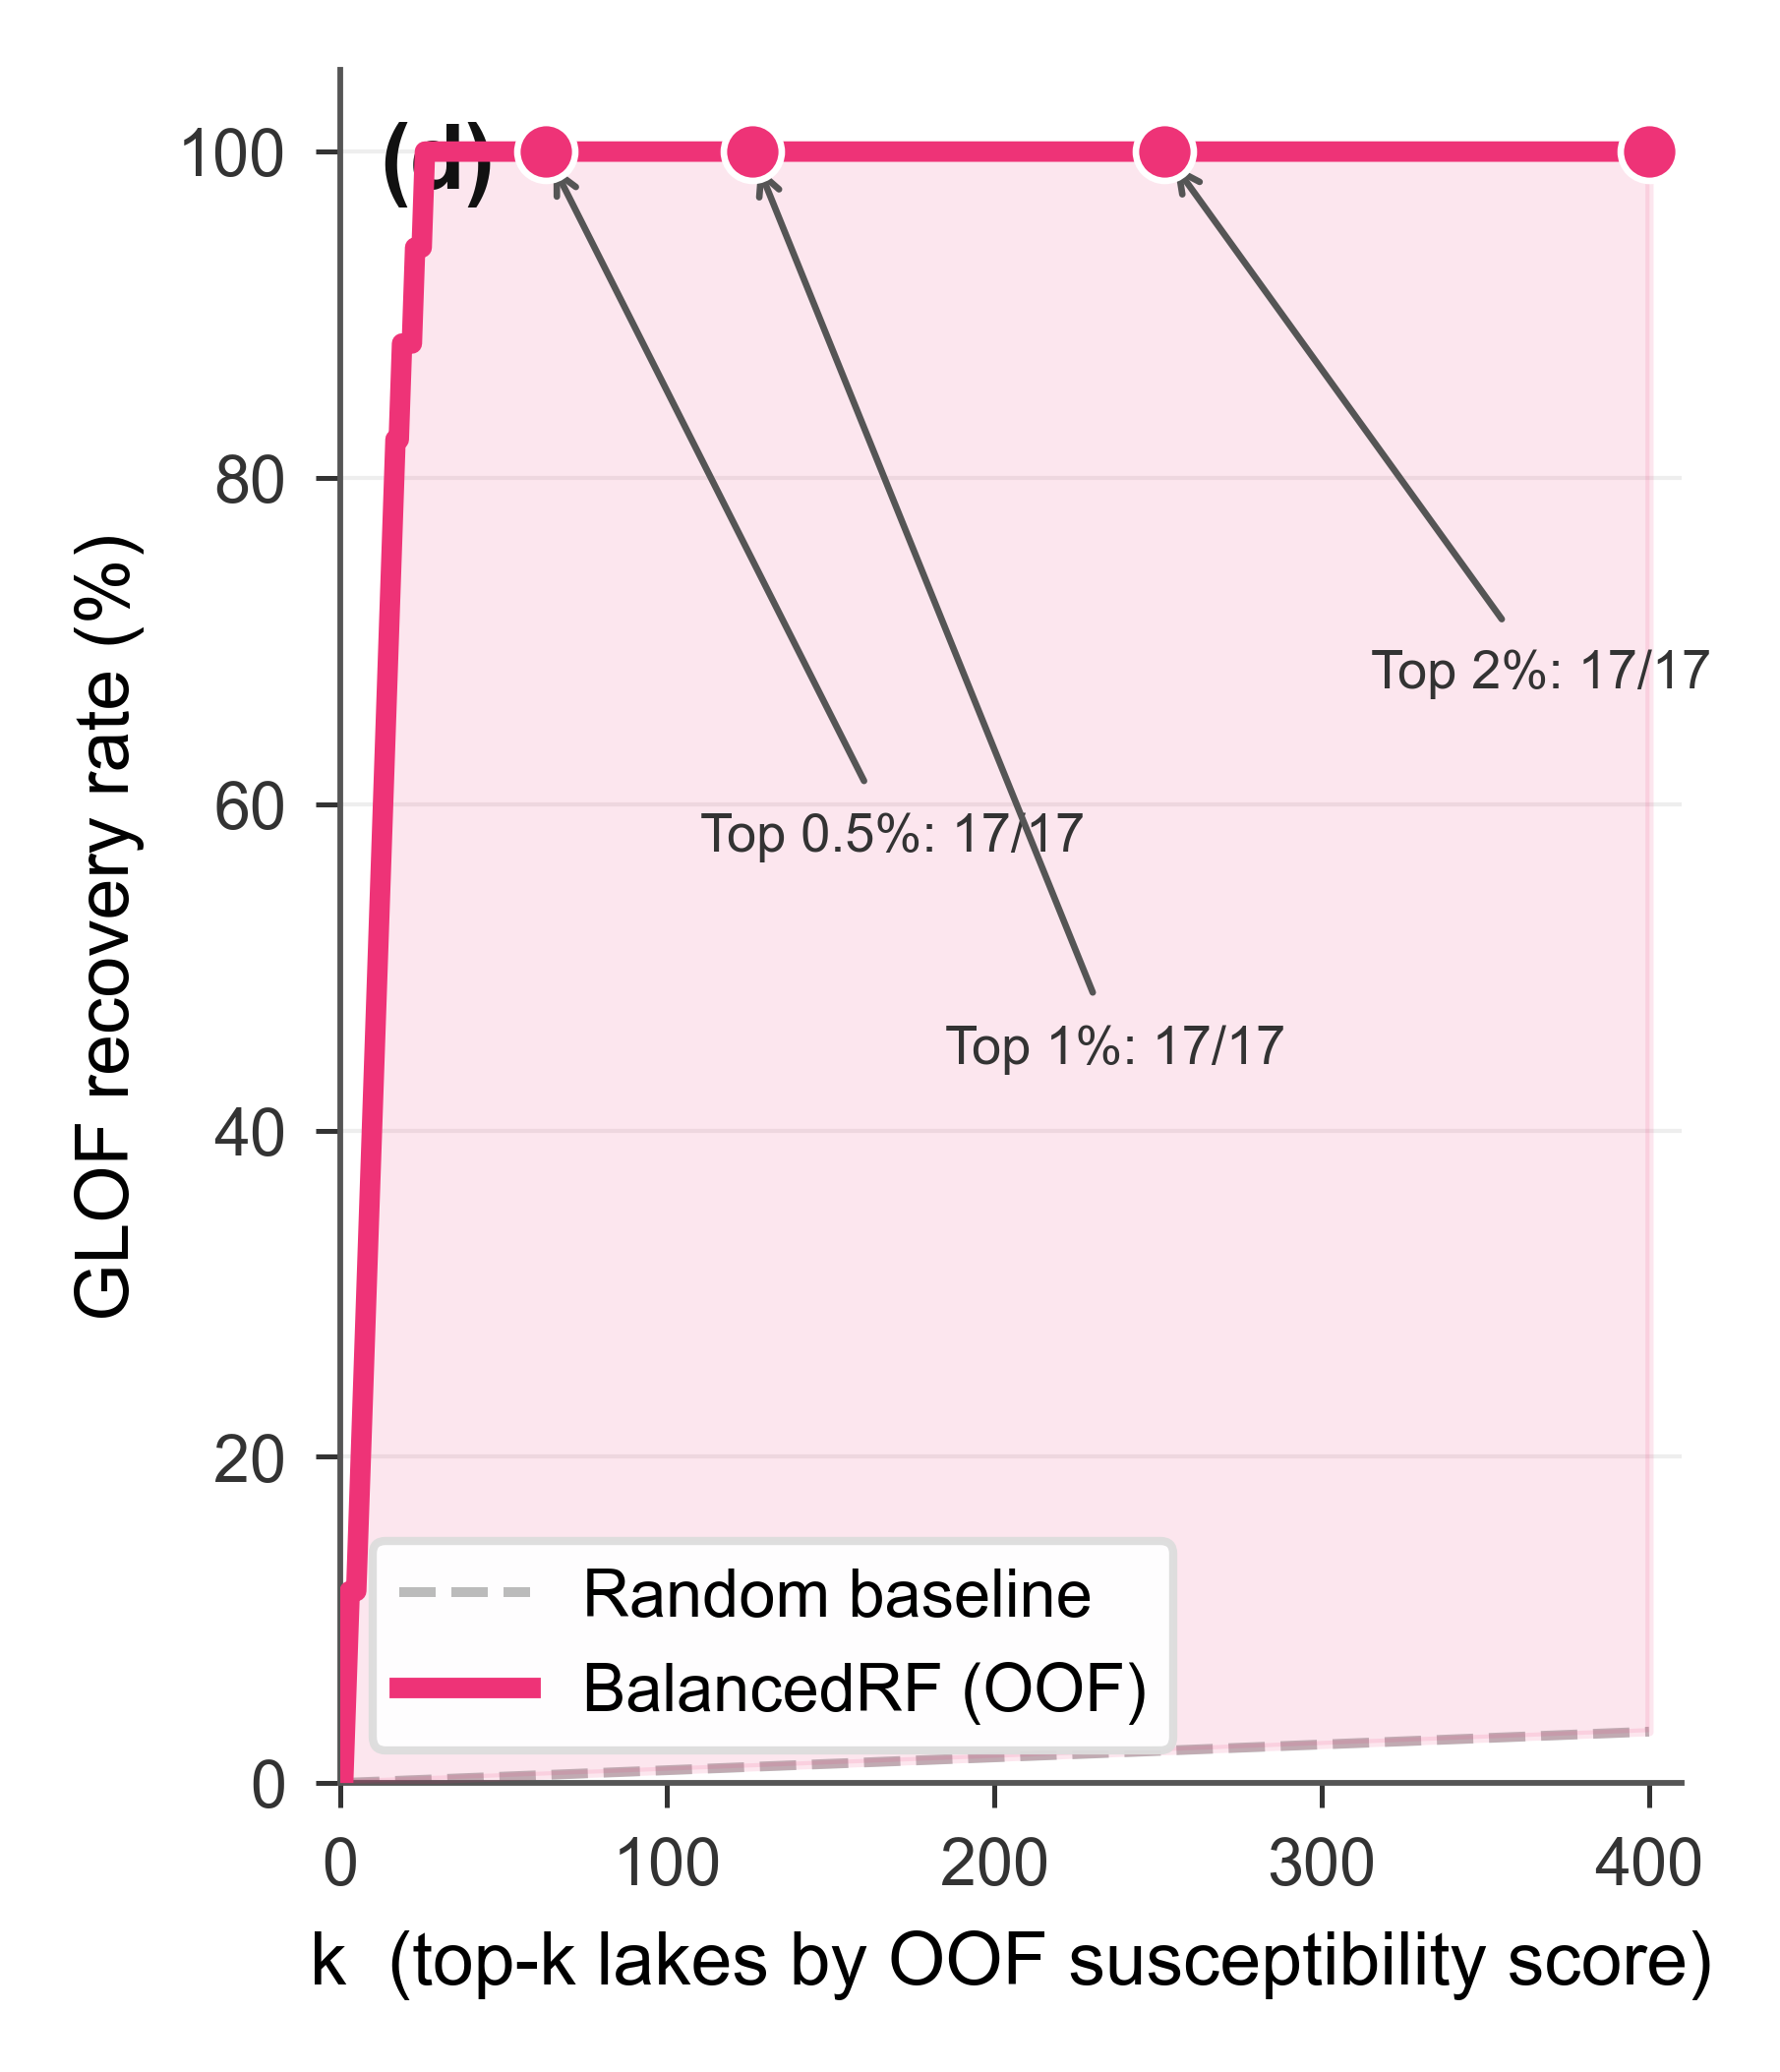 (d)
100
80
60
40
20
0
GLOF recovery rate (%)
Top 2%: 17/17
Top 0.5%: 17/17
Top 1%: 17/17
Random baseline
BalancedRF (OOF)
0 100 200 300 400
k (top-k lakes by OOF susceptibility score)